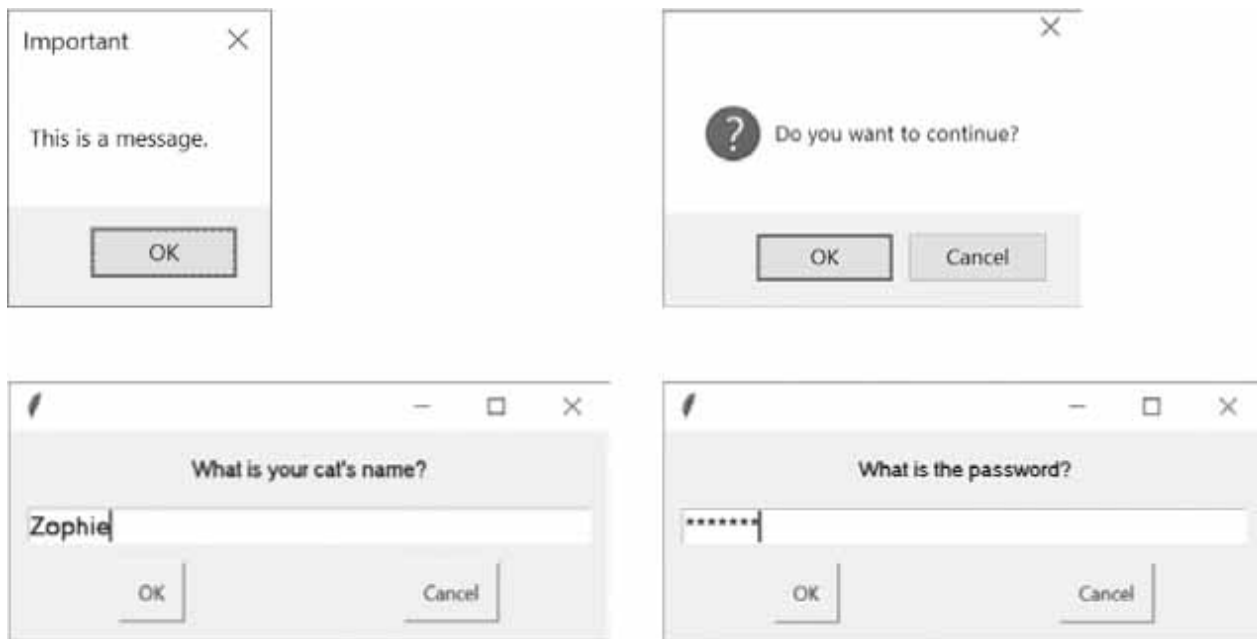 Important
This is a message.
OK
Do you want to continue?
OK Cancel
What is your cat's name?
Zophie
OK Cancel
What is the password?
*******
OK Cancel